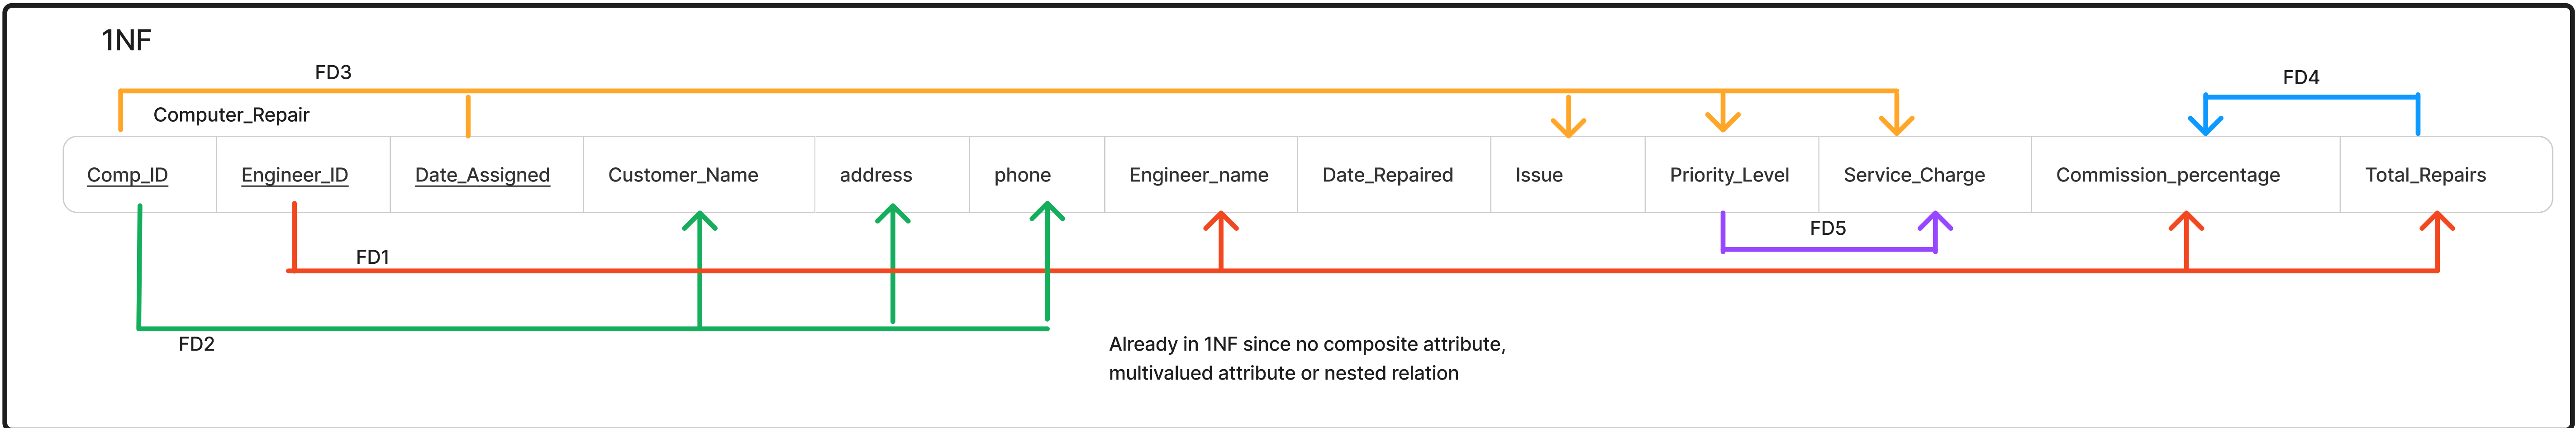 1NF
FD3
FD4
Computer_Repair
Comp_ID
Engineer_ID
Date_Assigned
Customer_Name
address
phone
Engineer_name
Date_Repaired
Issue
Priority_Level
Service_Charge
Commission_percentage
Total_Repairs
FD5
FD1
FD2
Already in 1NF since no composite attribute,
multivalued attribute or nested relation